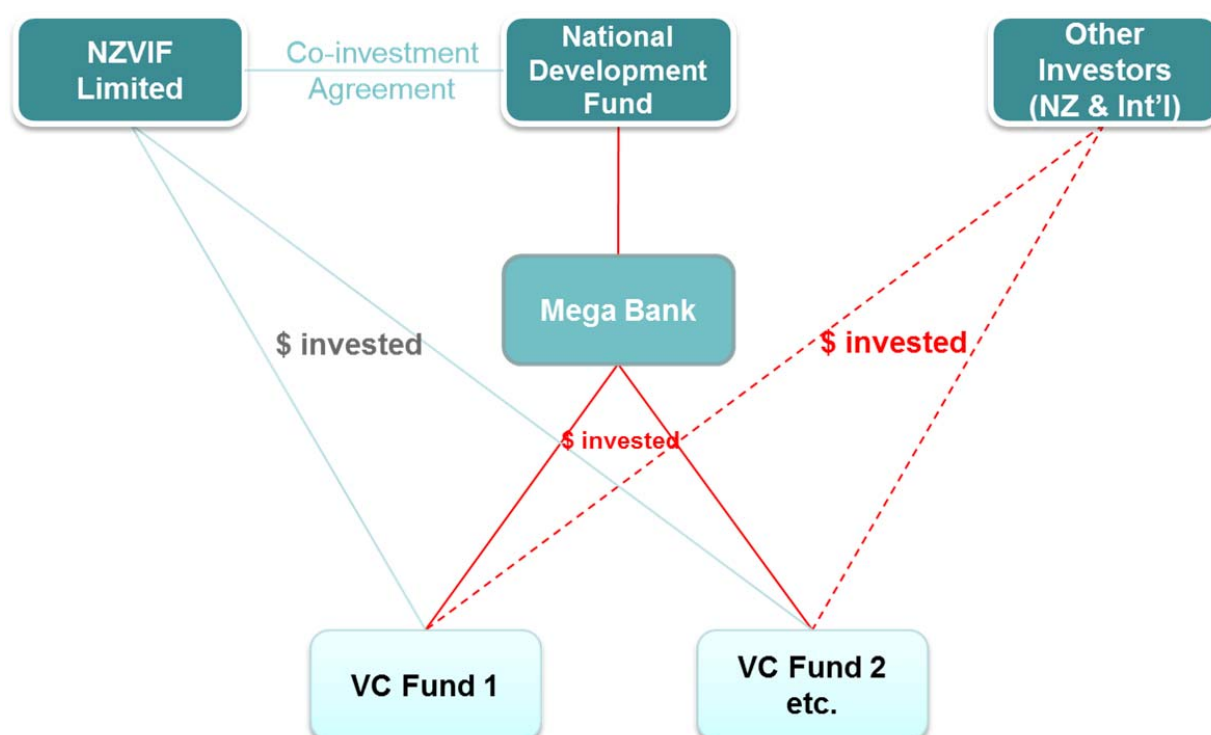 NZVIF
Limited
Co-investment
Agreement
National
Development
Fund
Other
Investors
(NZ & Int'l)
Mega Bank
$ invested
$ invested
$ invested
VC Fund 1
VC Fund 2
etc.